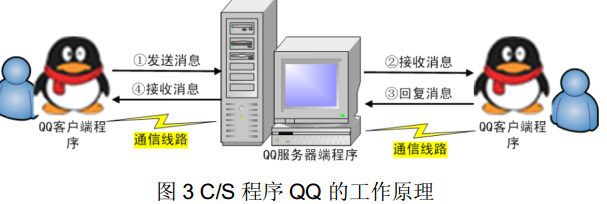 ①发送消息
②接收消息
④接收消息
③回复消息
QQ客户端程
序
通信线路
QQ服务器端程序
通信线路
QQ客户端程
序
图 3 C/S 程序 QQ 的工作原理